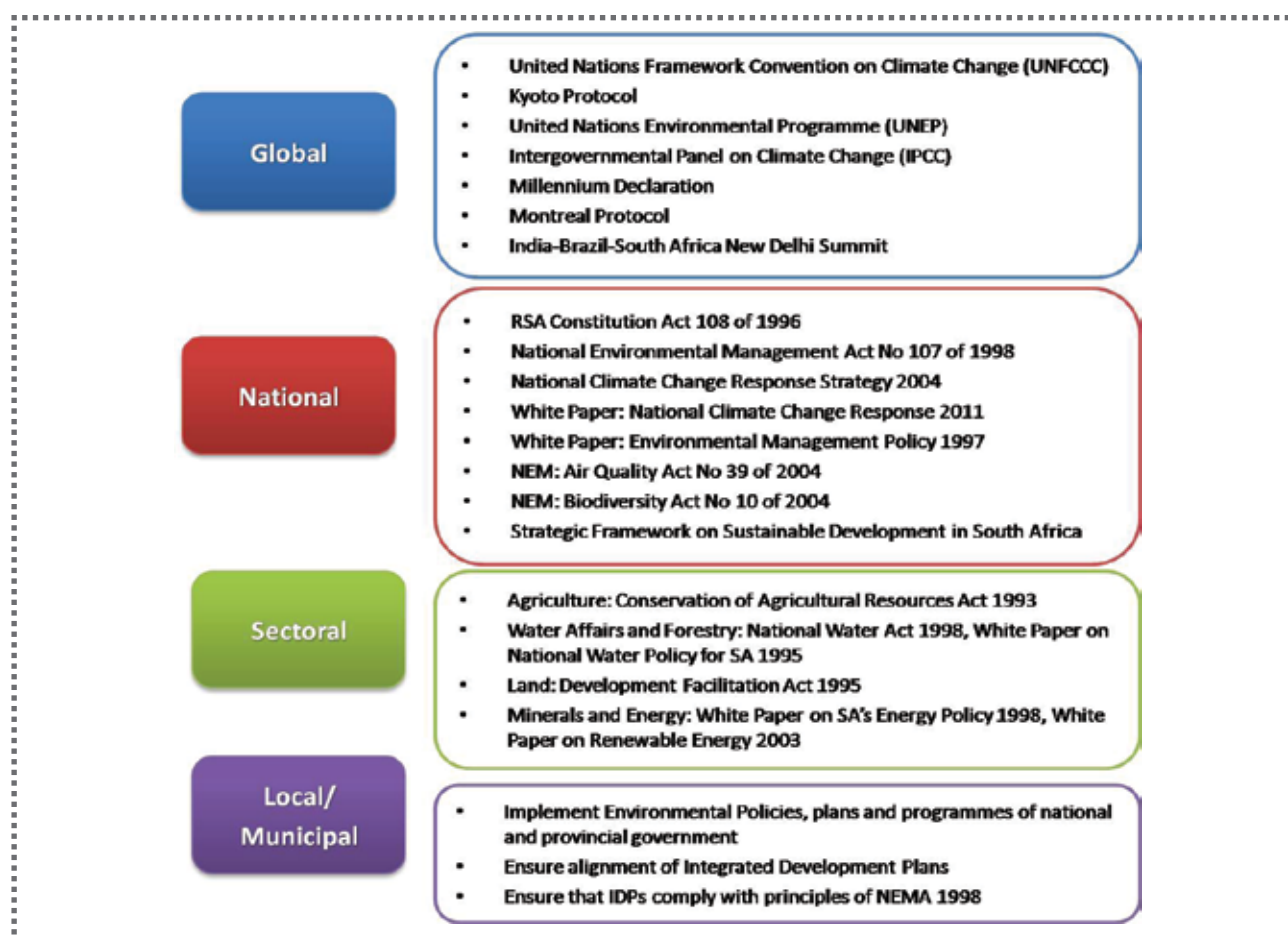 Global
• United Nations Framework Convention on Climate Change (UNFCCC)
• Kyoto Protocol
• United Nations Environmental Programme (UNEP)
• Intergovernmental Panel on Climate Change (IPCC)
• Millennium Declaration
• Montreal Protocol
• India-Brazil-South Africa New Delhi Summit
National
• RSA Constitution Act 108 of 1996
• National Environmental Management Act No 107 of 1998
• National Climate Change Response Strategy 2004
• White Paper: National Climate Change Response 2011
• White Paper: Environmental Management Policy 1997
• NEM: Air Quality Act No 39 of 2004
• NEM: Biodiversity Act No 10 of 2004
• Strategic Framework on Sustainable Development in South Africa
Sectoral
• Agriculture: Conservation of Agricultural Resources Act 1993
• Water Affairs and Forestry: National Water Act 1998, White Paper on
National Water Policy for SA 1995
• Land: Development Facilitation Act 1995
• Minerals and Energy: White Paper on SA's Energy Policy 1998, White
Paper on Renewable Energy 2003
Local/
Municipal
• Implement Environmental Policies, plans and programmes of national
and provincial government
• Ensure alignment of Integrated Development Plans
• Ensure that IDPs comply with principles of NEMA 1998